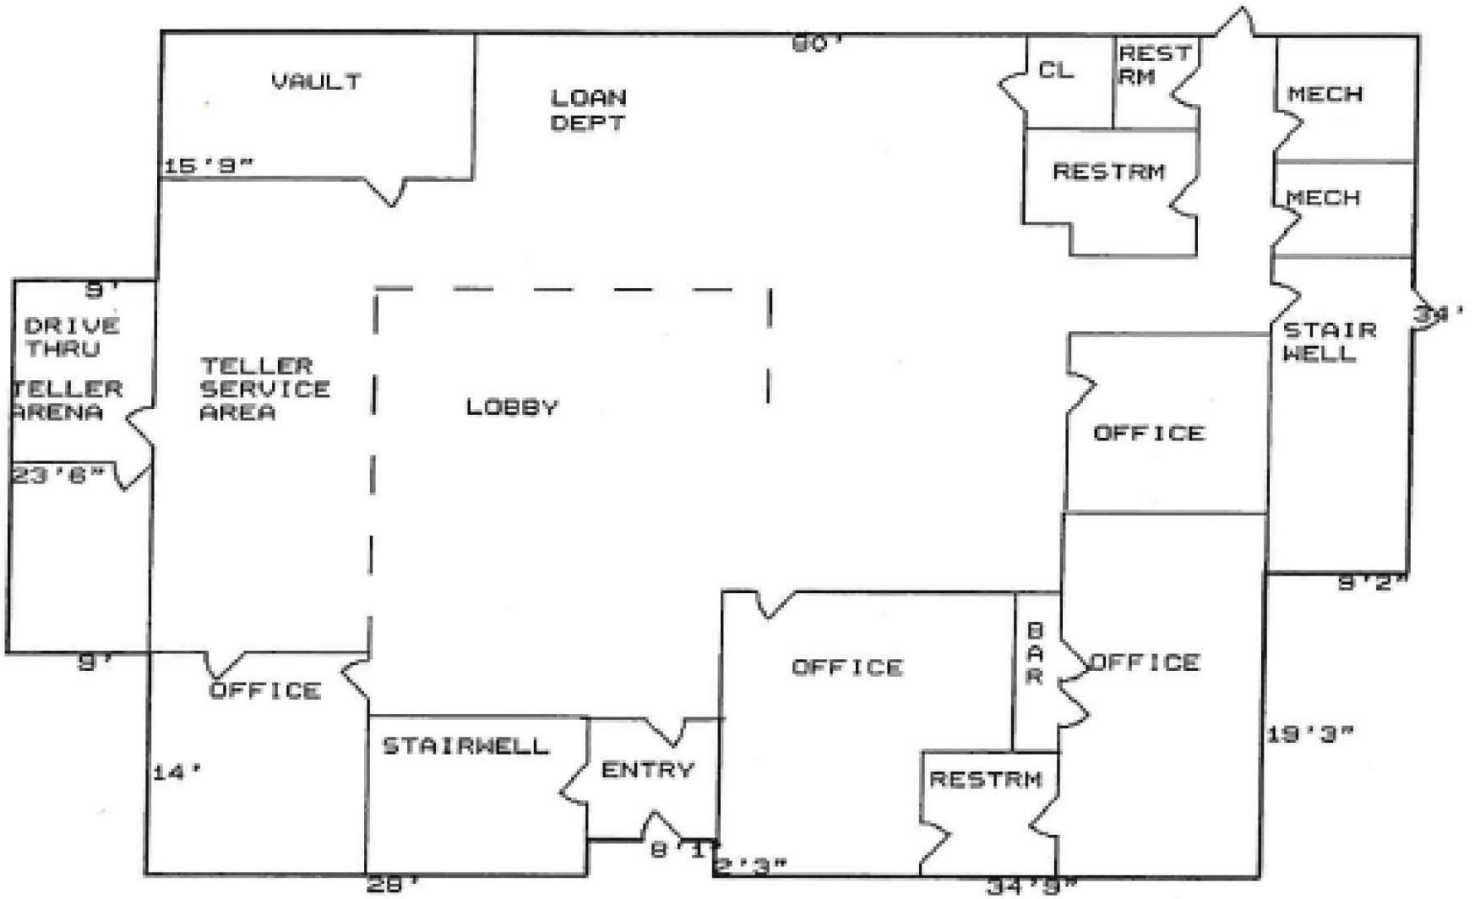 80'
VAULT
LOAN
DEPT
CL
REST
RM
MECH
15'9"
RESTRM
MECH
9'
DRIVE
THRU
TELLER
ARENA
TELLER
SERVICE
AREA
LOBBY
STAIR
WELL
34'
OFFICE
23'6"
9'2"
BAR
OFFICE
OFFICE
9'
OFFICE
STAIRWELL
ENTRY
RESTRM
19'3"
14'
8'1"
2'3"
28'
34'9"